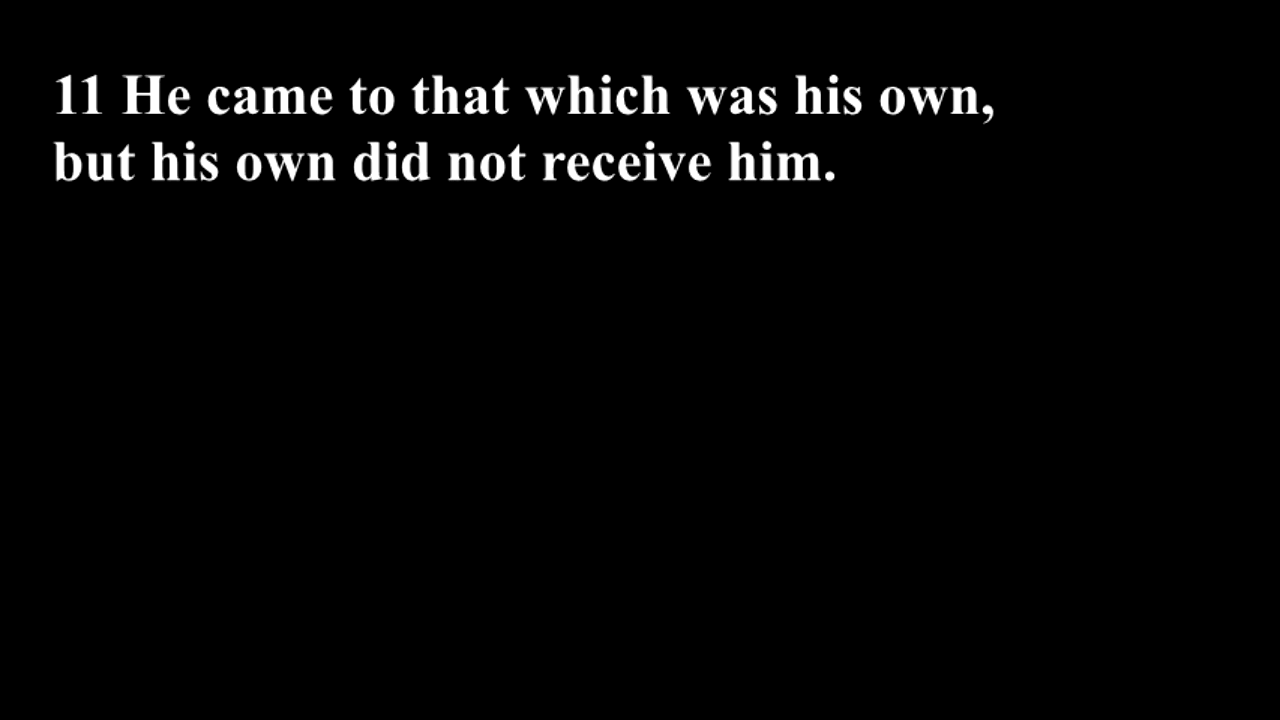 11 He came to that which was his own,
but his own did not receive him.